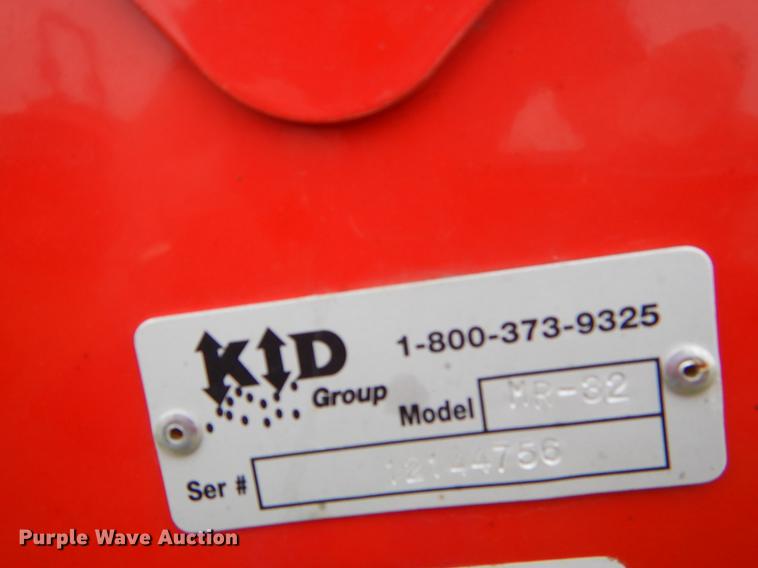 KID
Group
1-800-373-9325
Model MR-32
Ser # 12144756
Purple Wave Auction